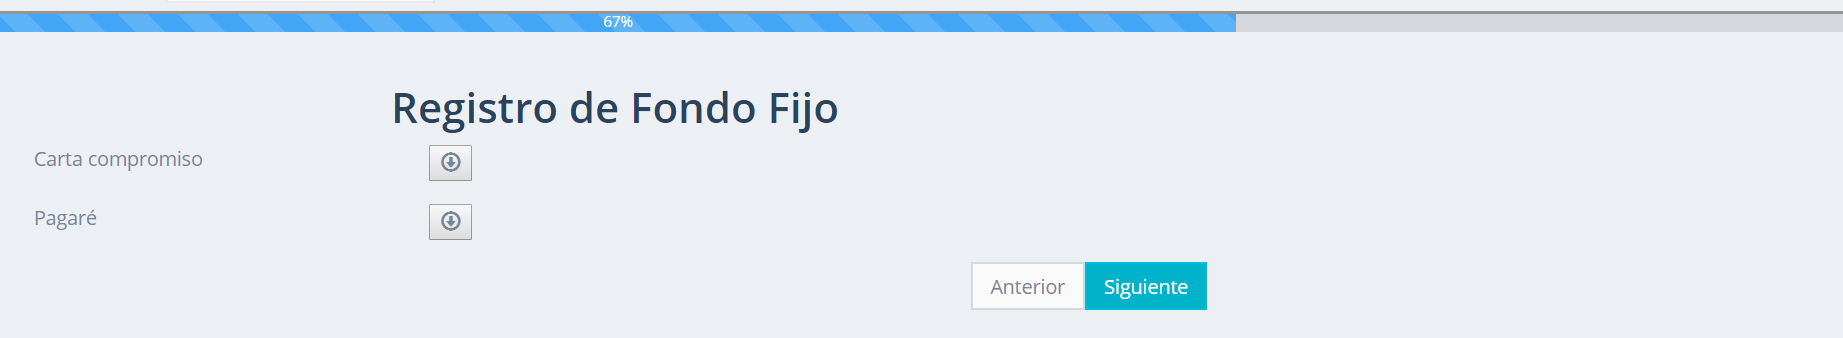 67%
Registro de Fondo Fijo
Carta compromiso
Pagaré
Anterior Siguiente